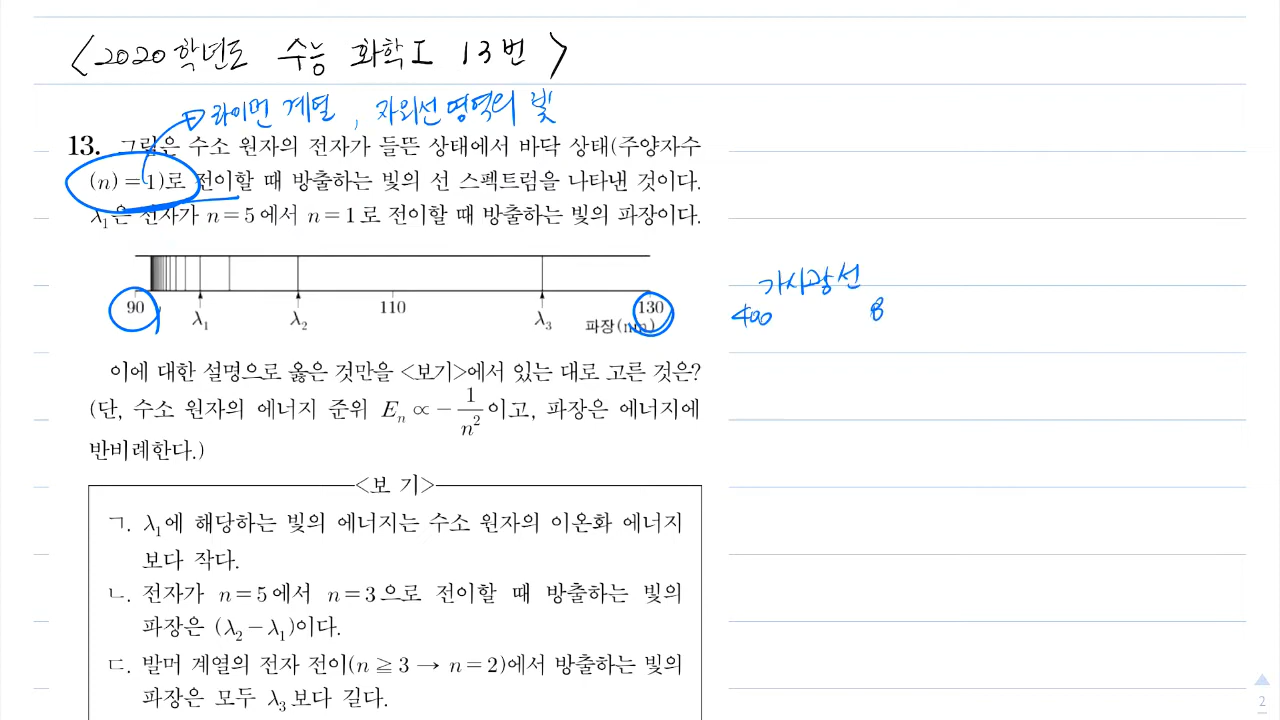 <2020학년도 수능 화학I 13번>
→ 라이먼 계열, 자외선 영역의 빛
13. 그림은 수소 원자의 전자가 들뜬 상태에서 바닥 상태(주양자수
(n)=1)로 전이할 때 방출하는 빛의 선 스펙트럼을 나타낸 것이다.
λ₁은 전자가 n=5에서 n=1로 전이할 때 방출하는 빛의 파장이다.
가시광선
400 8
90 λ₁ λ₂ 110 λ₃ 130
파장(nm)
이에 대한 설명으로 옳은 것만을 <보기>에서 있는 대로 고른 것은?
(단, 수소 원자의 에너지 준위 Eₙ ∝ -1/n²이고, 파장은 에너지에
반비례한다.)
<보 기>
ㄱ. λ₁에 해당하는 빛의 에너지는 수소 원자의 이온화 에너지
보다 작다.
ㄴ. 전자가 n=5에서 n=3으로 전이할 때 방출하는 빛의
파장은 (λ₂-λ₁)이다.
ㄷ. 발머 계열의 전자 전이(n≧3 → n=2)에서 방출하는 빛의
파장은 모두 λ₃보다 길다.
2